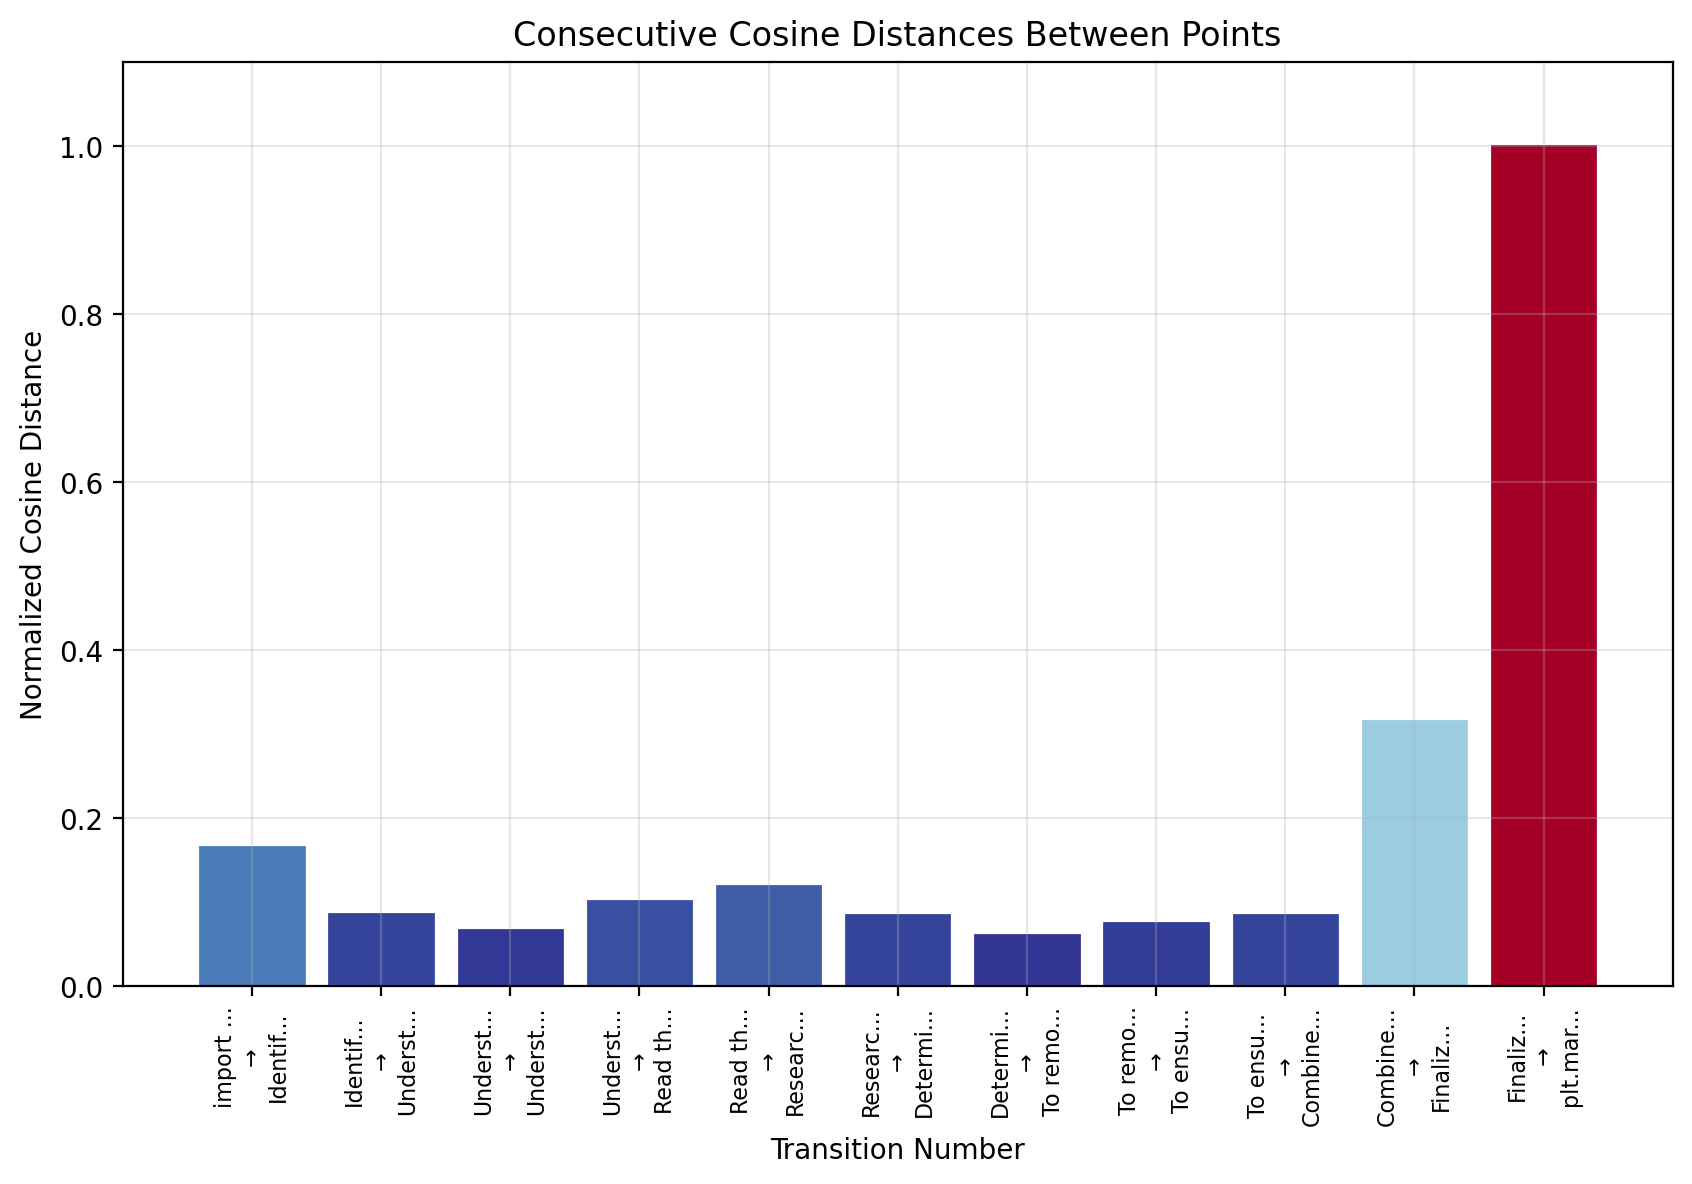 Consecutive Cosine Distances Between Points
Normalized Cosine Distance
1.0
0.8
0.6
0.4
0.2
0.0
import ...
→
Identif...
Identif...
→
Underst...
Underst...
→
Underst...
Underst...
→
Read th...
Read th...
→
Researc...
Researc...
→
Determi...
Determi...
→
To remo...
To remo...
→
To ensu...
To ensu...
→
Combine...
Combine...
→
Finaliz...
Finaliz...
→
plt.mar...
Transition Number